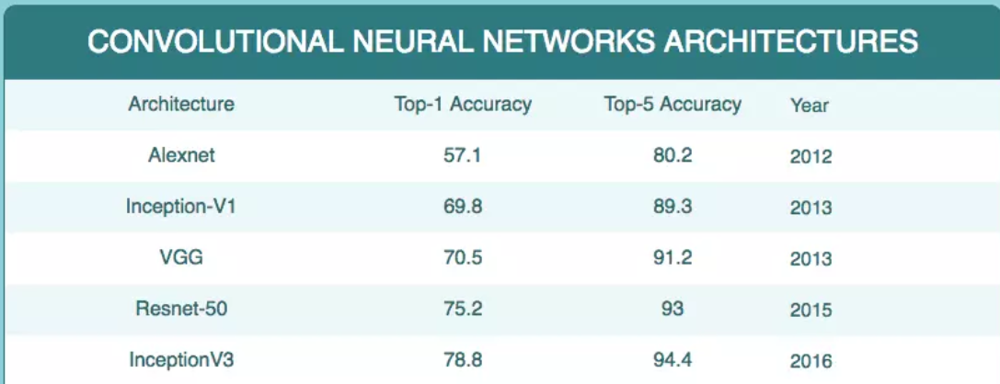 CONVOLUTIONAL NEURAL NETWORKS ARCHITECTURES
Architecture Top-1 Accuracy Top-5 Accuracy Year
Alexnet 57.1 80.2 2012
Inception-V1 69.8 89.3 2013
VGG 70.5 91.2 2013
Resnet-50 75.2 93 2015
InceptionV3 78.8 94.4 2016